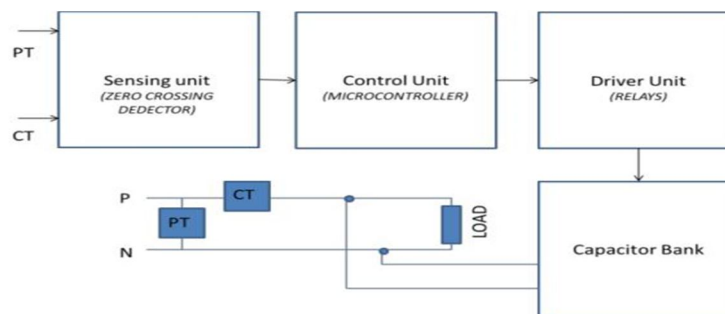 PT
CT
Sensing unit
(ZERO CROSSING
DEDECTOR)
Control Unit
(MICROCONTROLLER)
Driver Unit
(RELAYS)
P
CT
PT
N
LOAD
Capacitor Bank